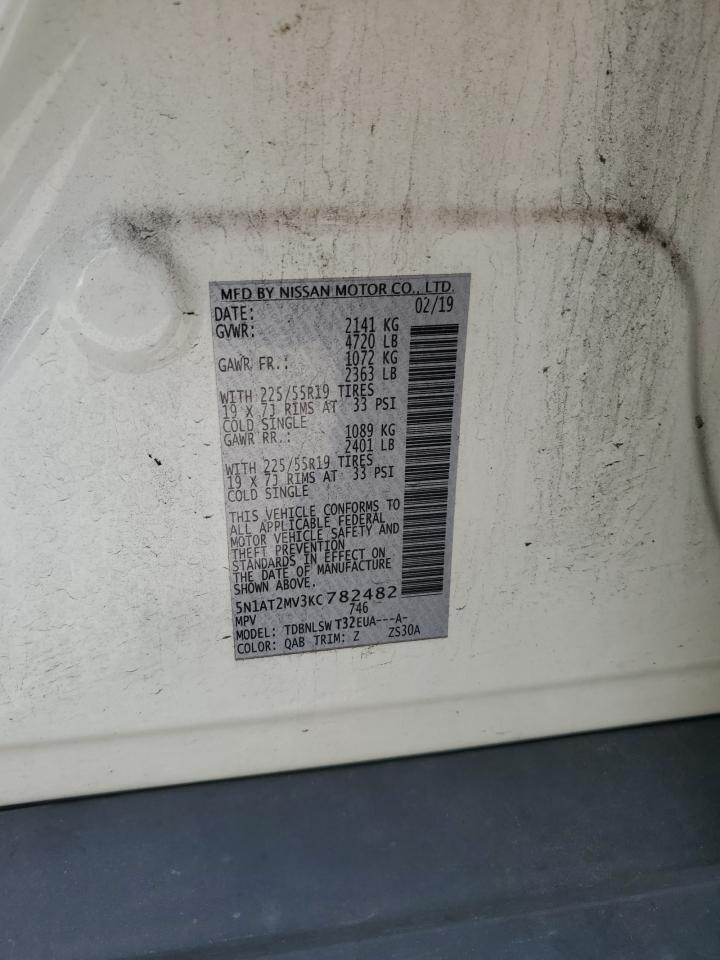 MFD BY NISSAN MOTOR CO., LTD.
DATE: 02/19
GVWR: 2141 KG
4720 LB
GAWR FR.: 1072 KG
2363 LB
WITH 225/55R19 TIRES
19 X 7J RIMS AT 33 PSI
COLD SINGLE
GAWR RR.: 1089 KG
2401 LB
WITH 225/55R19 TIRES
19 X 7J RIMS AT 33 PSI
COLD SINGLE
THIS VEHICLE CONFORMS TO
ALL APPLICABLE FEDERAL
MOTOR VEHICLE SAFETY AND
THEFT PREVENTION
STANDARDS IN EFFECT ON
THE DATE OF MANUFACTURE
SHOWN ABOVE.
5N1AT2MV3KC782482
MPV 746
MODEL: TDBNLSWT32EUA---A-
COLOR: QAB TRIM: Z ZS30A